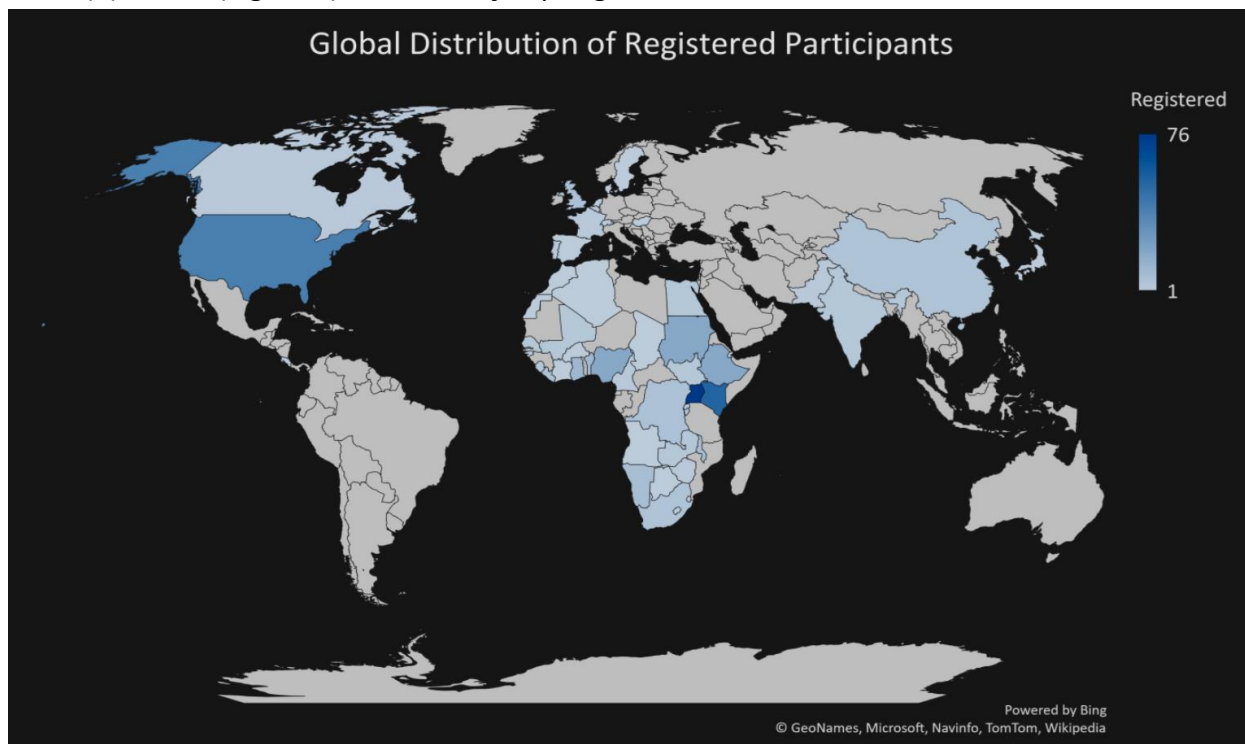 Global Distribution of Registered Participants
Registered
76
1
Powered by Bing
© GeoNames, Microsoft, Navinfo, TomTom, Wikipedia